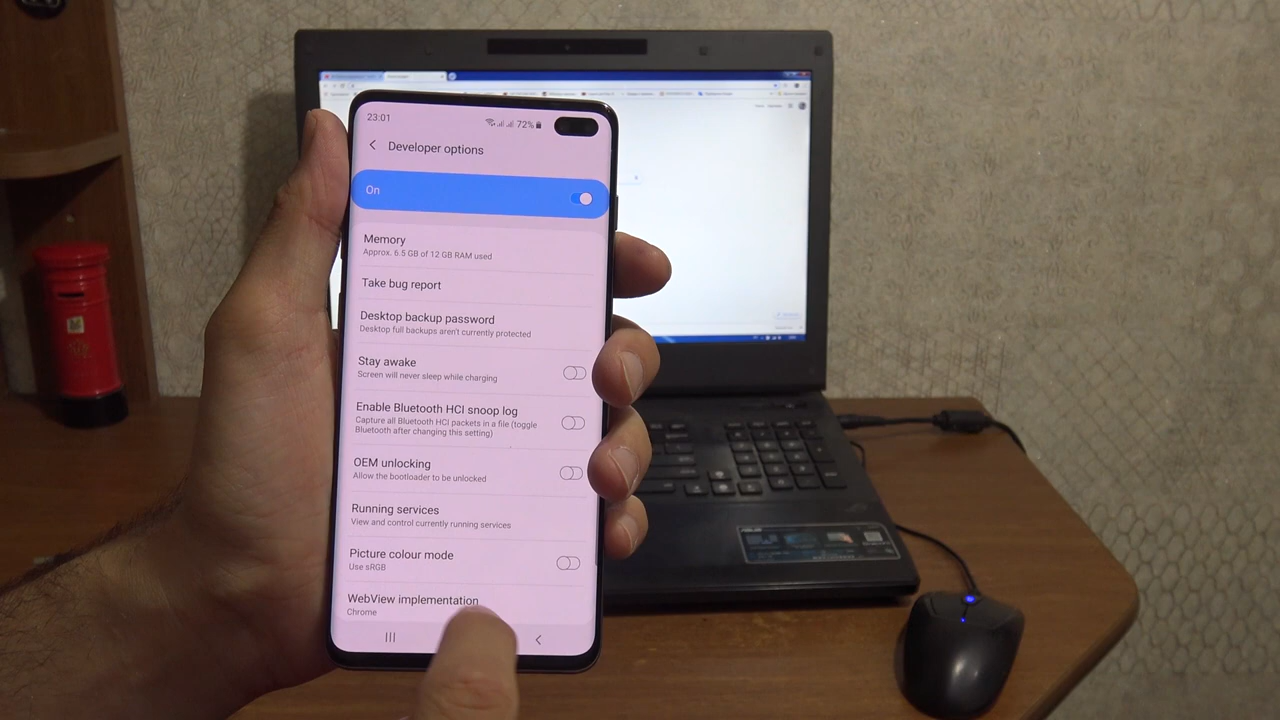 23:01
72%
Developer options
On
Memory
Approx. 6.5 GB of 12 GB RAM used
Take bug report
Desktop backup password
Desktop full backups aren't currently protected
Stay awake
Screen will never sleep while charging
Enable Bluetooth HCI snoop log
Capture all Bluetooth HCI packets in a file (toggle
Bluetooth after changing this setting)
OEM unlocking
Allow the bootloader to be unlocked
Running services
View and control currently running services
Picture colour mode
Use sRGB
WebView implementation
Chrome
ASUS